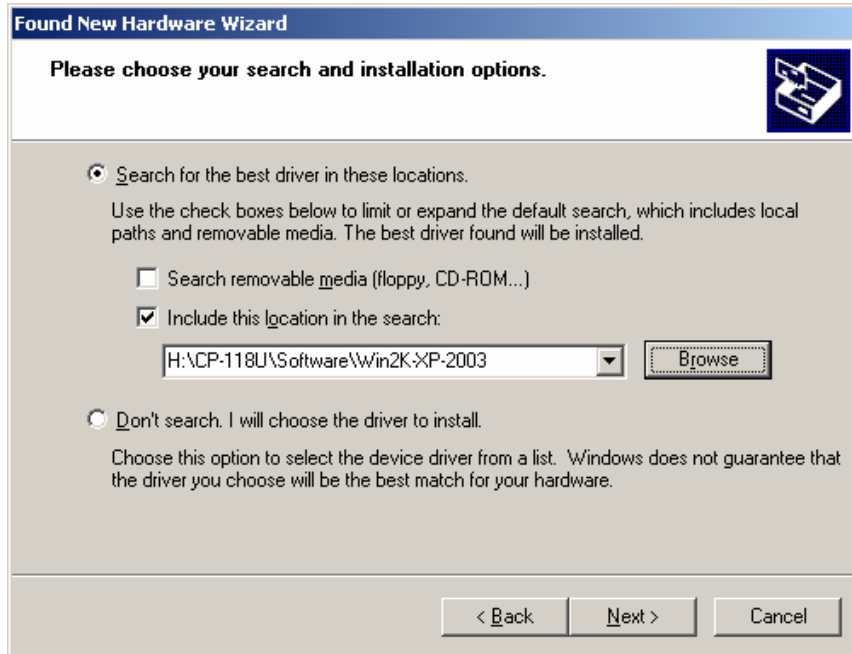 Found New Hardware Wizard
Please choose your search and installation options.
Search for the best driver in these locations.
Use the check boxes below to limit or expand the default search, which includes local
paths and removable media. The best driver found will be installed.
Search removable media (floppy, CD-ROM...)
Include this location in the search:
H:\CP-118U\Software\Win2K-XP-2003
Browse
Don't search. I will choose the driver to install.
Choose this option to select the device driver from a list.  Windows does not guarantee that
the driver you choose will be the best match for your hardware.
< Back
Next >
Cancel